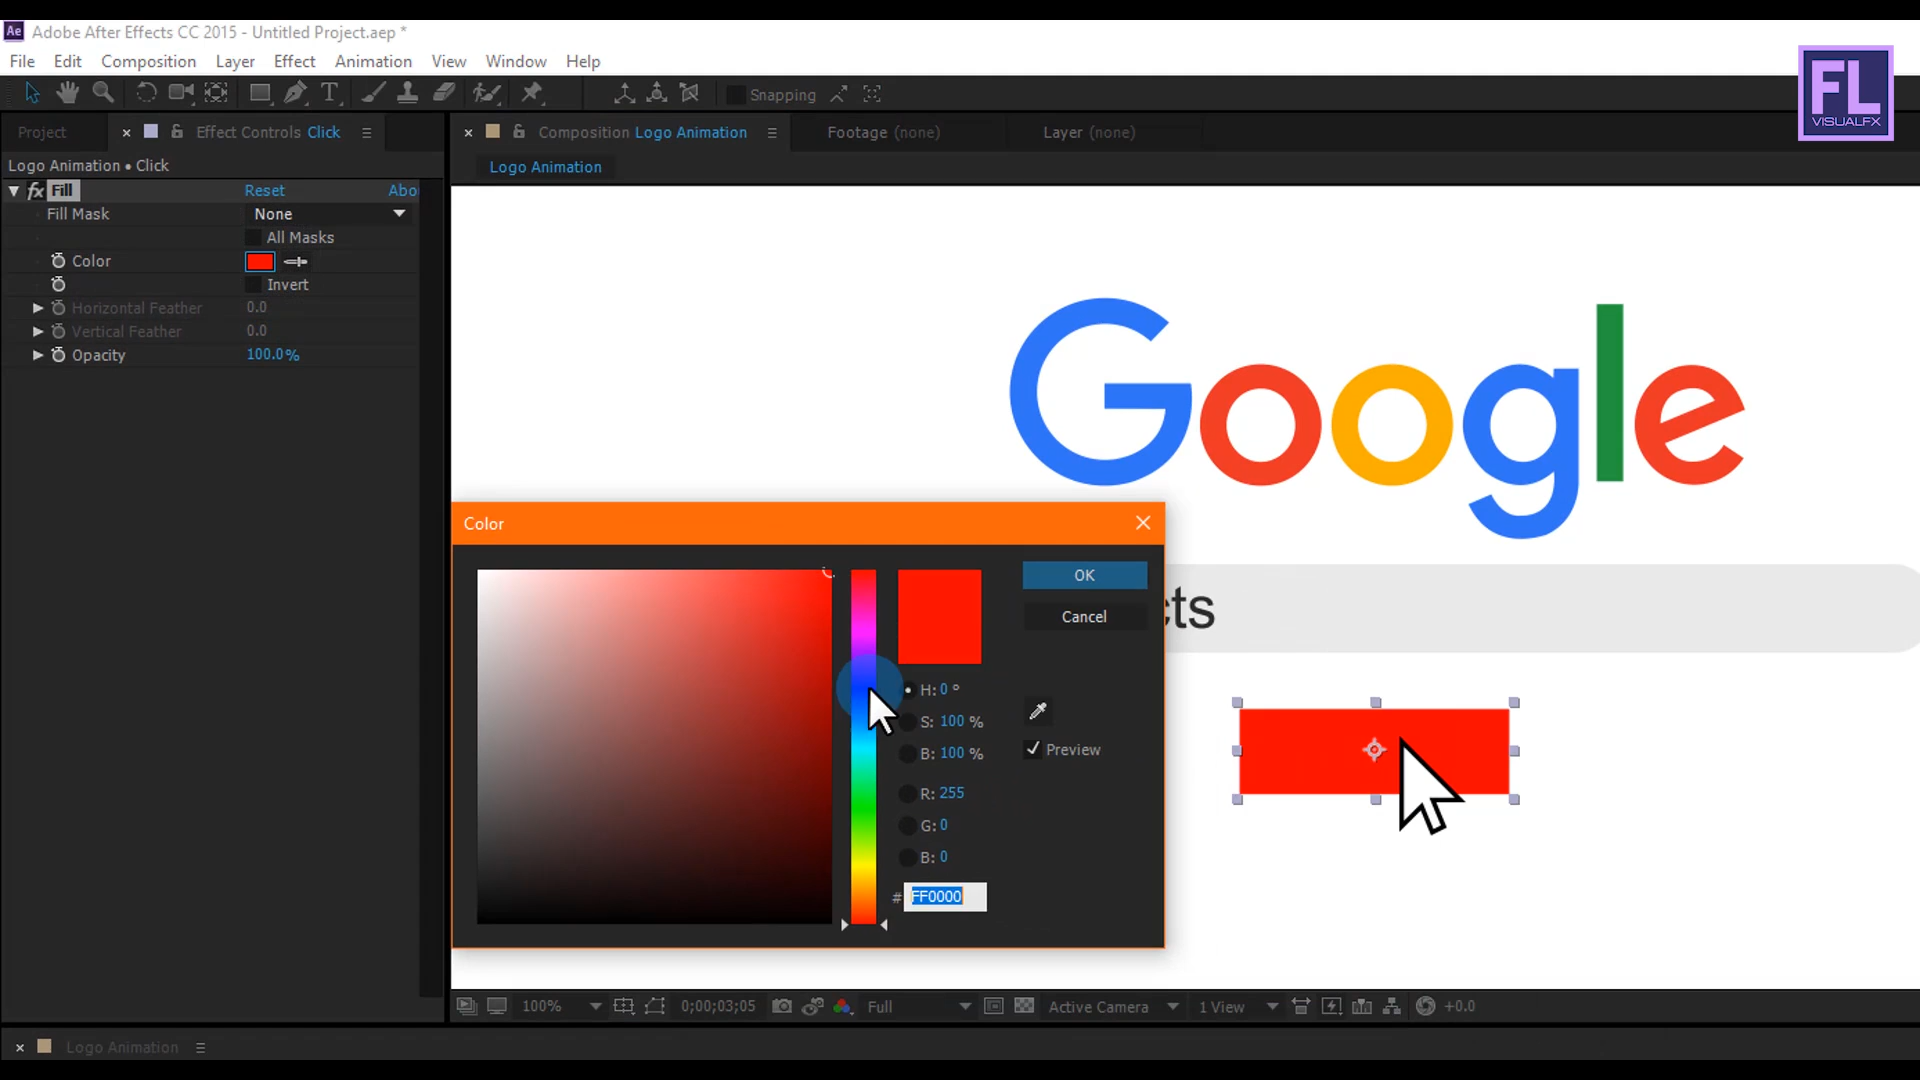 Ae Adobe After Effects CC 2015 - Untitled Project.aep *
File Edit Composition Layer Effect Animation View Window Help
T Snapping
FL
VISUALFX
Project Effect Controls Click
Composition Logo Animation Footage (none) Layer (none)
Logo Animation • Click
Logo Animation
fx Fill Reset Abo
Fill Mask None
All Masks
Color
Invert
Horizontal Feather 0.0
Vertical Feather 0.0
Opacity 100.0%
Google
Color
OK
Cancel
cts
H: 0 °
S: 100 %
B: 100 %
Preview
R: 255
G: 0
B: 0
# FF0000
100% 0;00;03;05 Full Active Camera 1 View +0.0
Logo Animation